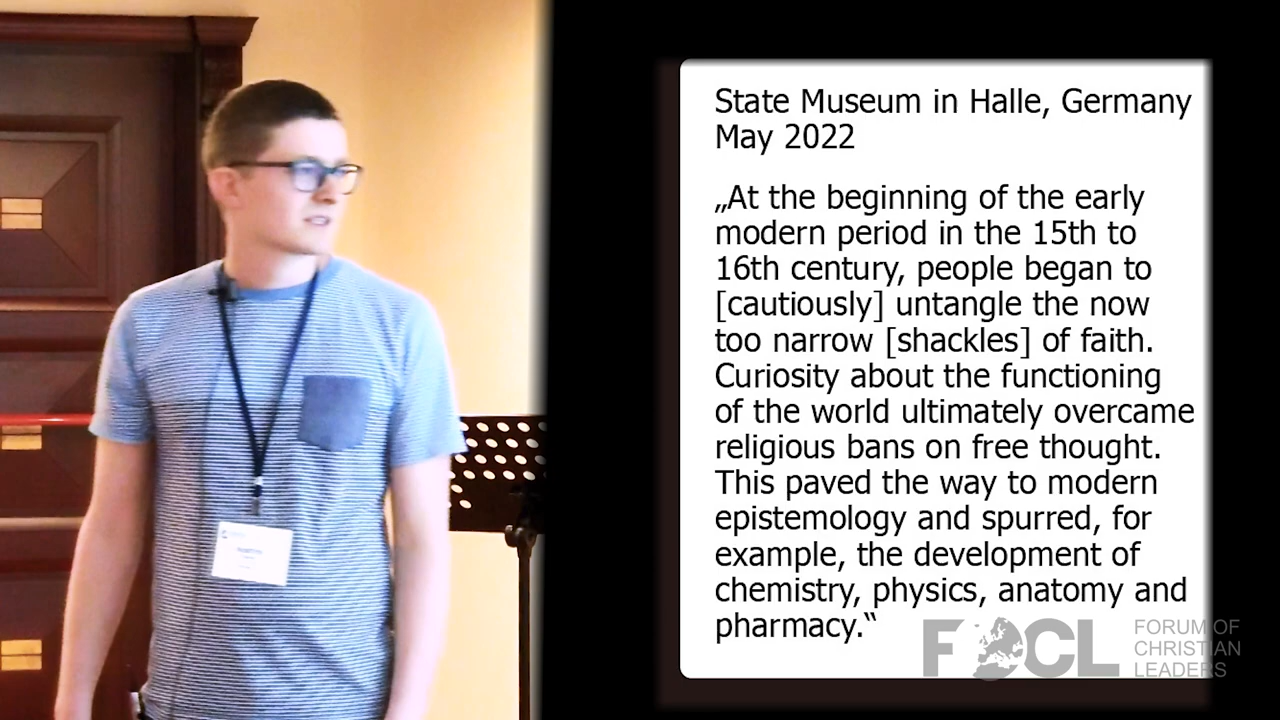 State Museum in Halle, Germany
May 2022
„At the beginning of the early
modern period in the 15th to
16th century, people began to
[cautiously] untangle the now
too narrow [shackles] of faith.
Curiosity about the functioning
of the world ultimately overcame
religious bans on free thought.
This paved the way to modern
epistemology and spurred, for
example, the development of
chemistry, physics, anatomy and
pharmacy.“
FOCL
FORUM OF
CHRISTIAN
LEADERS